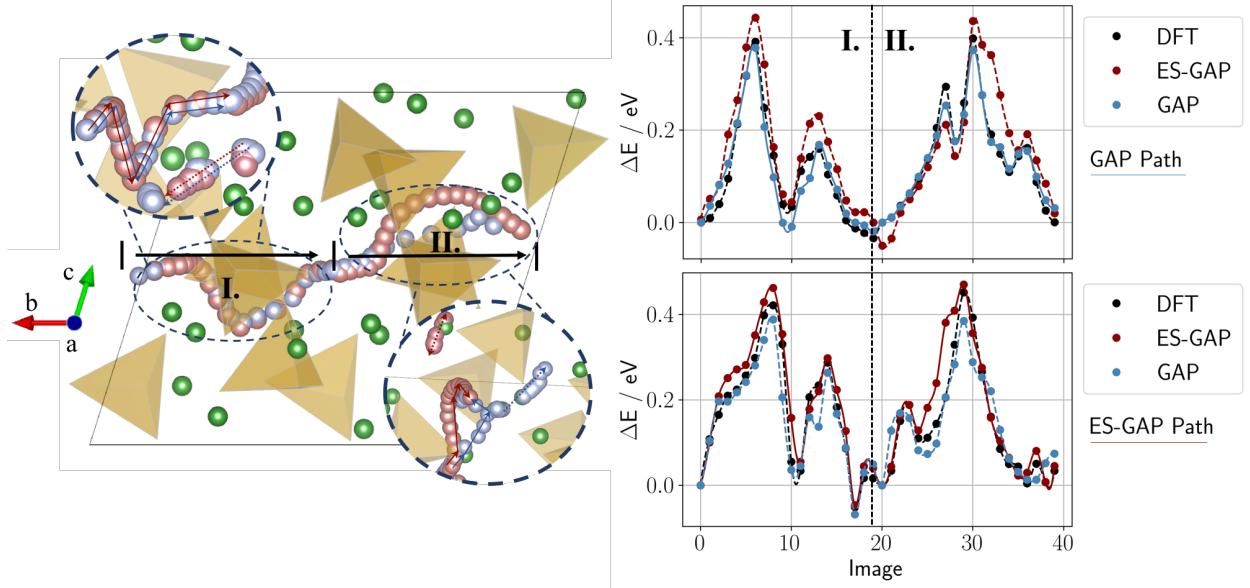 c
b
a
I.
II.
ΔE / eV
0.4
0.2
0.0
I.
II.
DFT
ES-GAP
GAP
GAP Path
ΔE / eV
0.4
0.2
0.0
0
10
20
30
40
Image
DFT
ES-GAP
GAP
ES-GAP Path